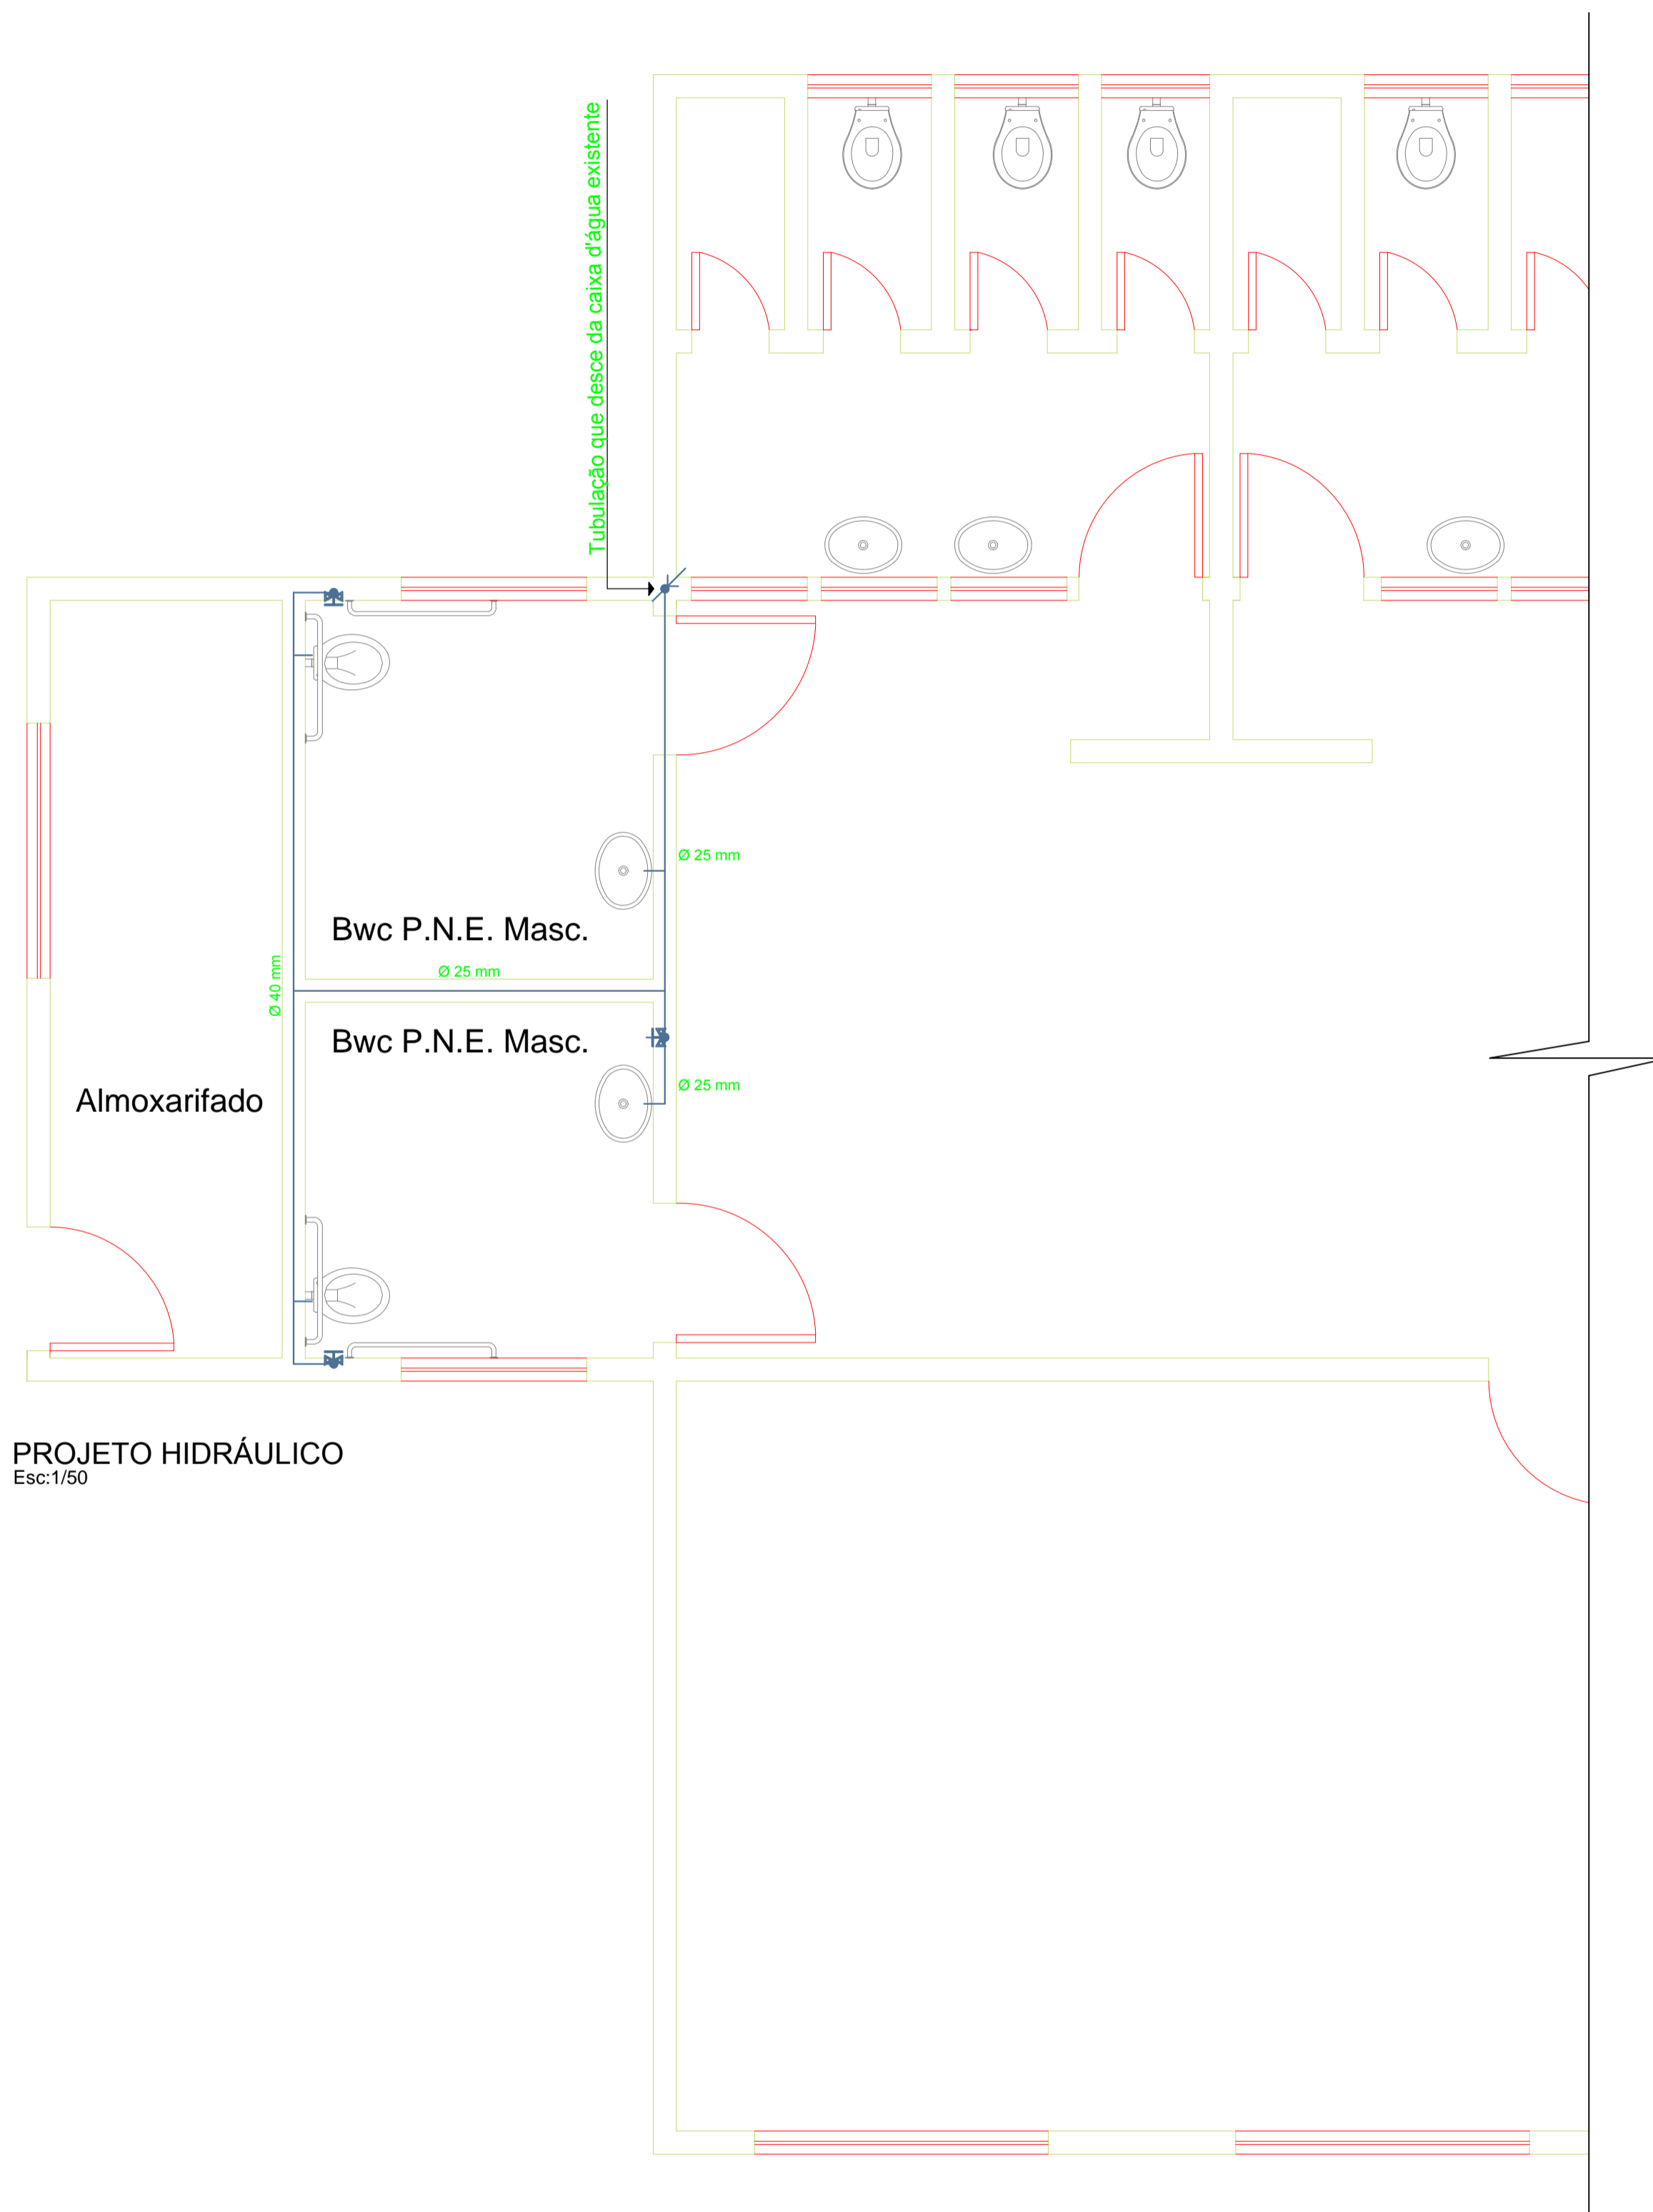 Tubulação que desce da caixa d'água existente
Ø 25 mm
Bwc P.N.E. Masc.
Ø 25 mm
Ø 40 mm
Bwc P.N.E. Masc.
Ø 25 mm
Almoxarifado
PROJETO HIDRÁULICO
Esc:1/50